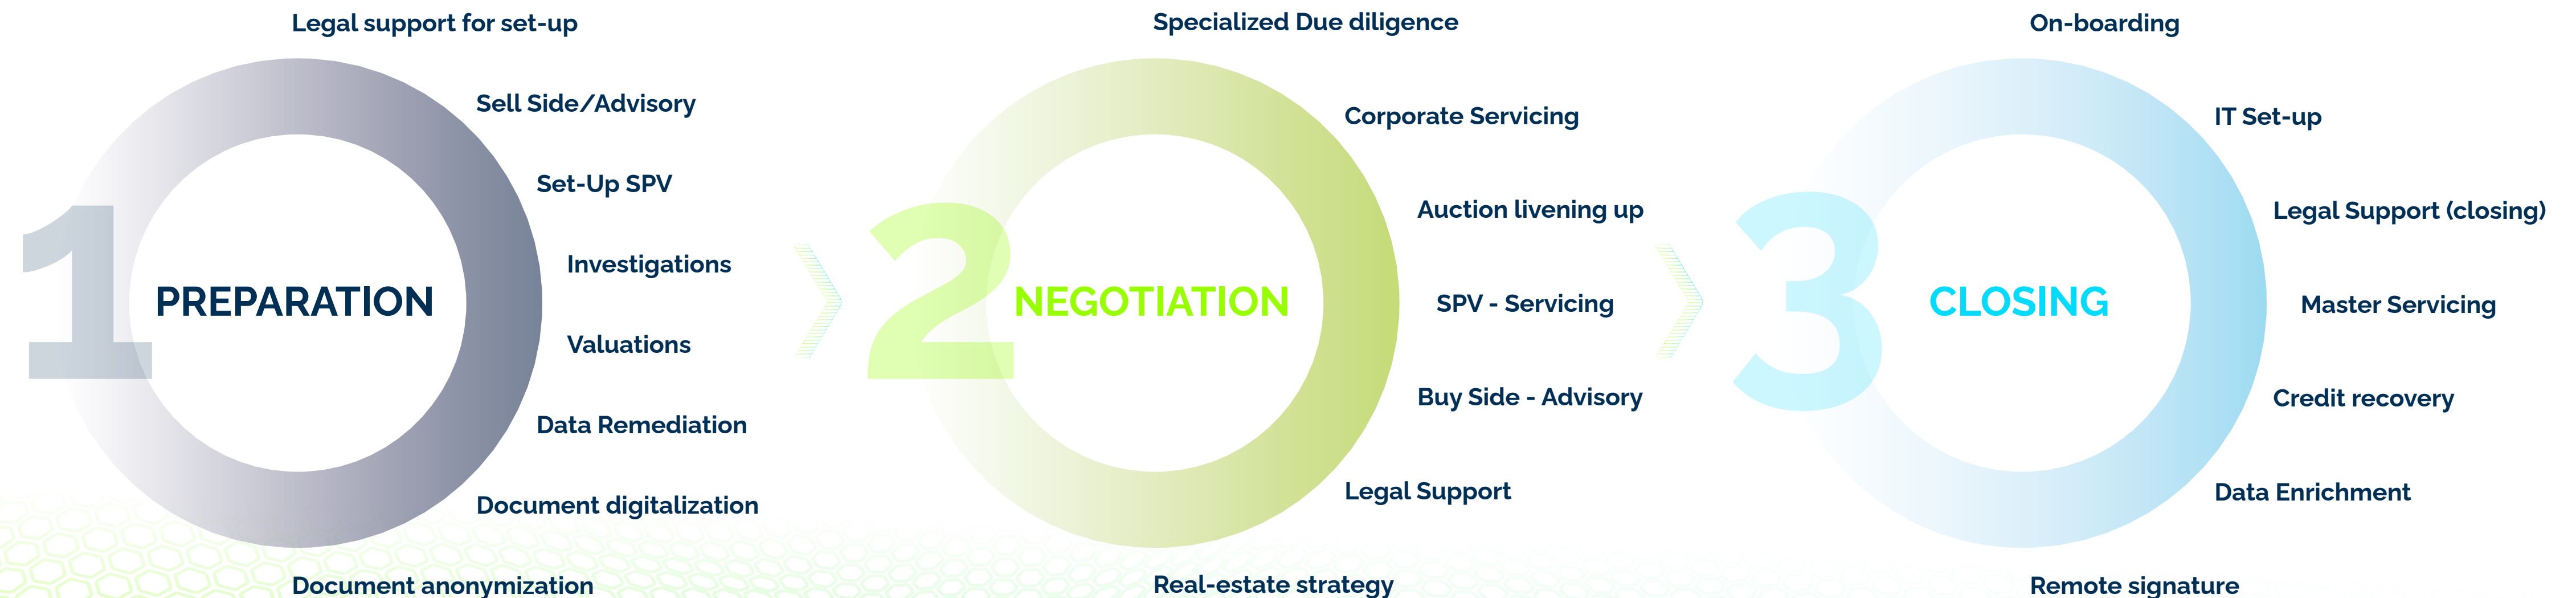 1
PREPARATION
Legal support for set-up
Sell Side/Advisory
Set-Up SPV
Investigations
Valuations
Data Remediation
Document digitalization
Document anonymization
2
NEGOTIATION
Specialized Due diligence
Corporate Servicing
Auction livening up
SPV - Servicing
Buy Side - Advisory
Legal Support
Real-estate strategy
3
CLOSING
On-boarding
IT Set-up
Legal Support (closing)
Master Servicing
Credit recovery
Data Enrichment
Remote signature